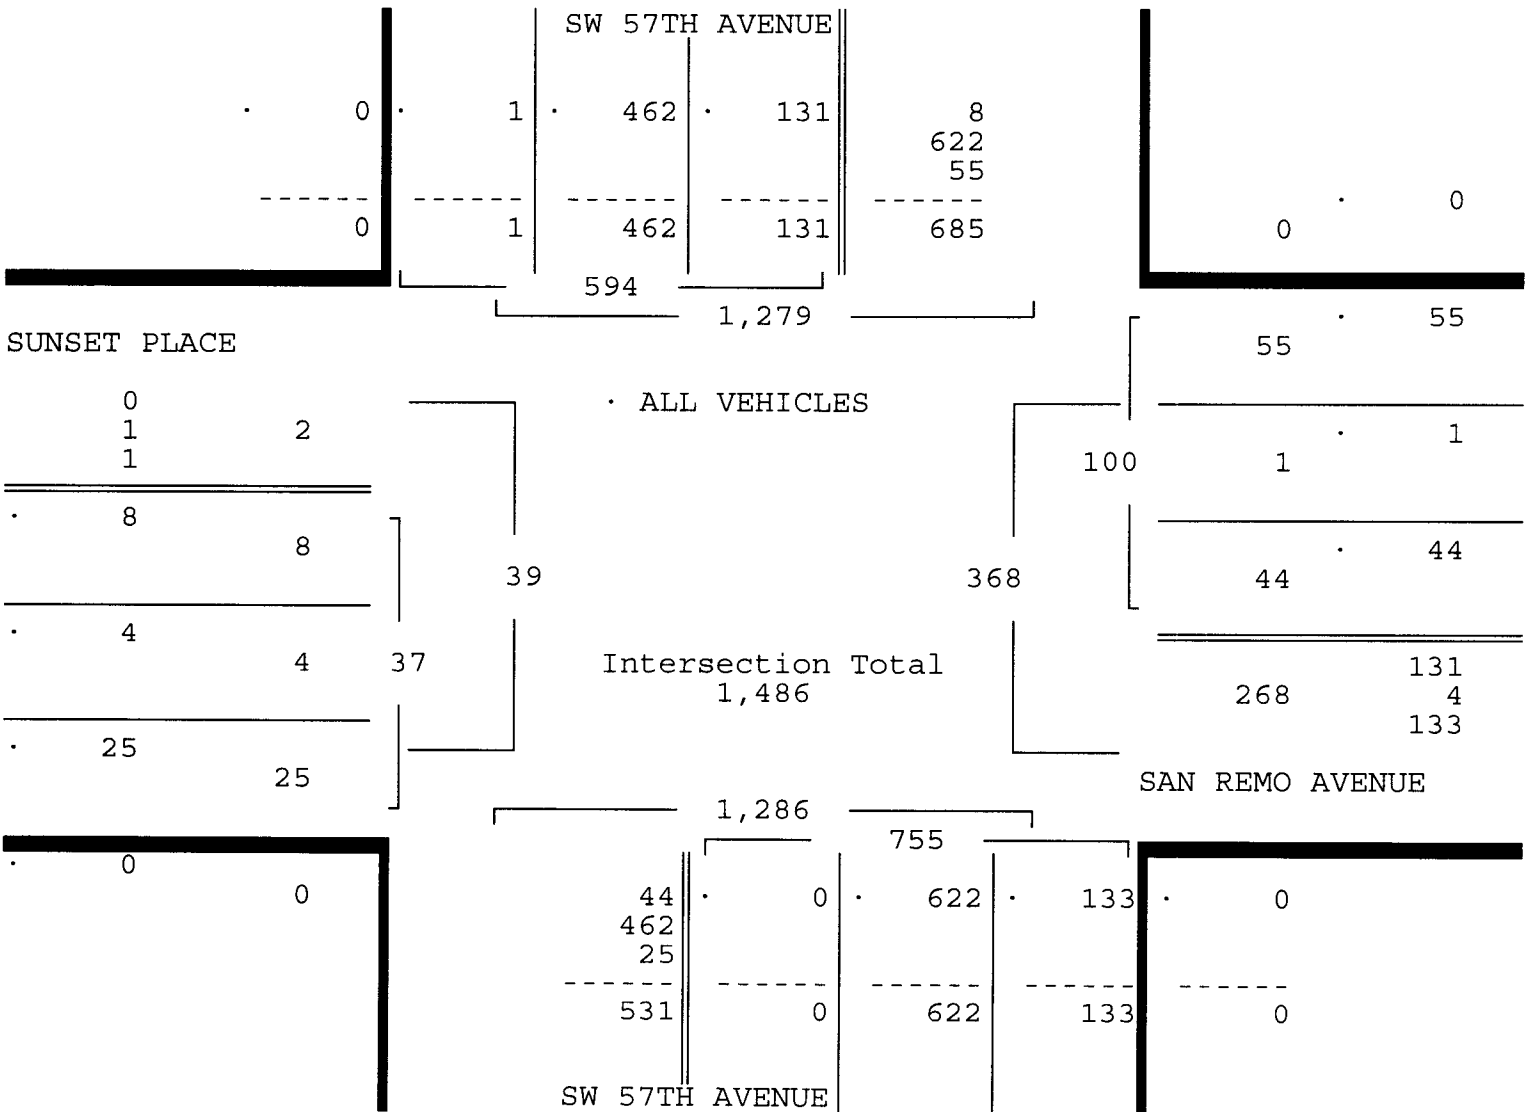 SW 57TH AVENUE
0 1 462 131 8
622
55
0
0 1 462 131 685 0
594
1,279 55
SUNSET PLACE 55
0 ALL VEHICLES
1 2 1
1 100 1
8
8 44
39 368 44
4
4 37 Intersection Total 131
1,486 268 4
133
25
25 SAN REMO AVENUE
1,286
755
0
0 44 0 622 133 0
462
25
531 0 622 133 0
SW 57TH AVENUE